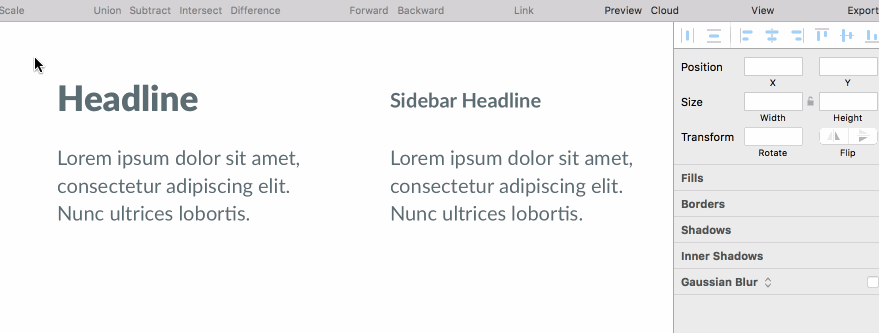 Scale Union Subtract Intersect Difference Forward Backward Link Preview Cloud View Export
Headline
Lorem ipsum dolor sit amet,
consectetur adipiscing elit.
Nunc ultrices lobortis.
Sidebar Headline
Lorem ipsum dolor sit amet,
consectetur adipiscing elit.
Nunc ultrices lobortis.
Position
X Y
Size
Width Height
Transform
Rotate Flip
Fills
Borders
Shadows
Inner Shadows
Gaussian Blur